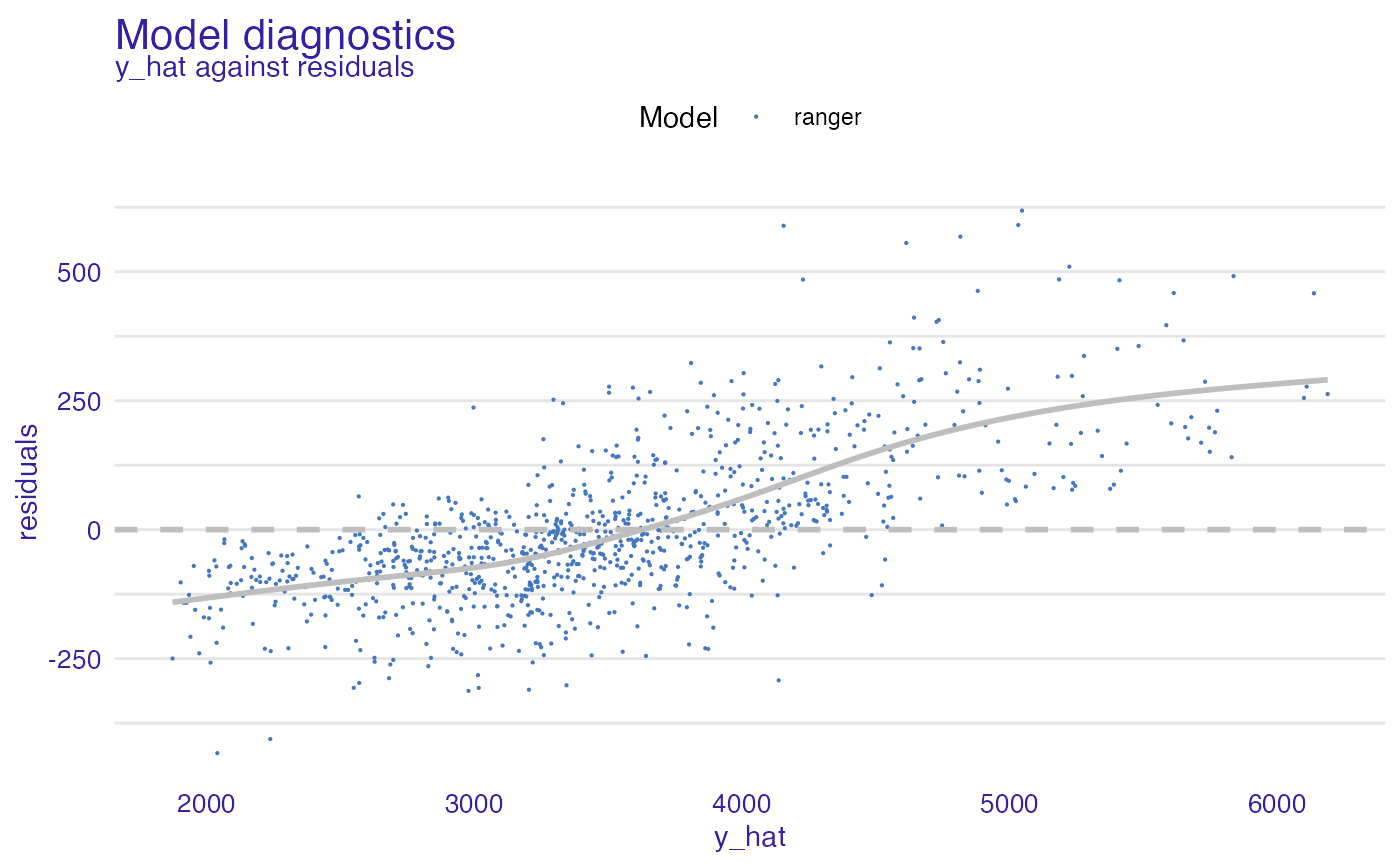 Model diagnostics
y_hat against residuals
Model ranger
residuals
500
250
0
-250
2000 3000 4000 5000 6000
y_hat